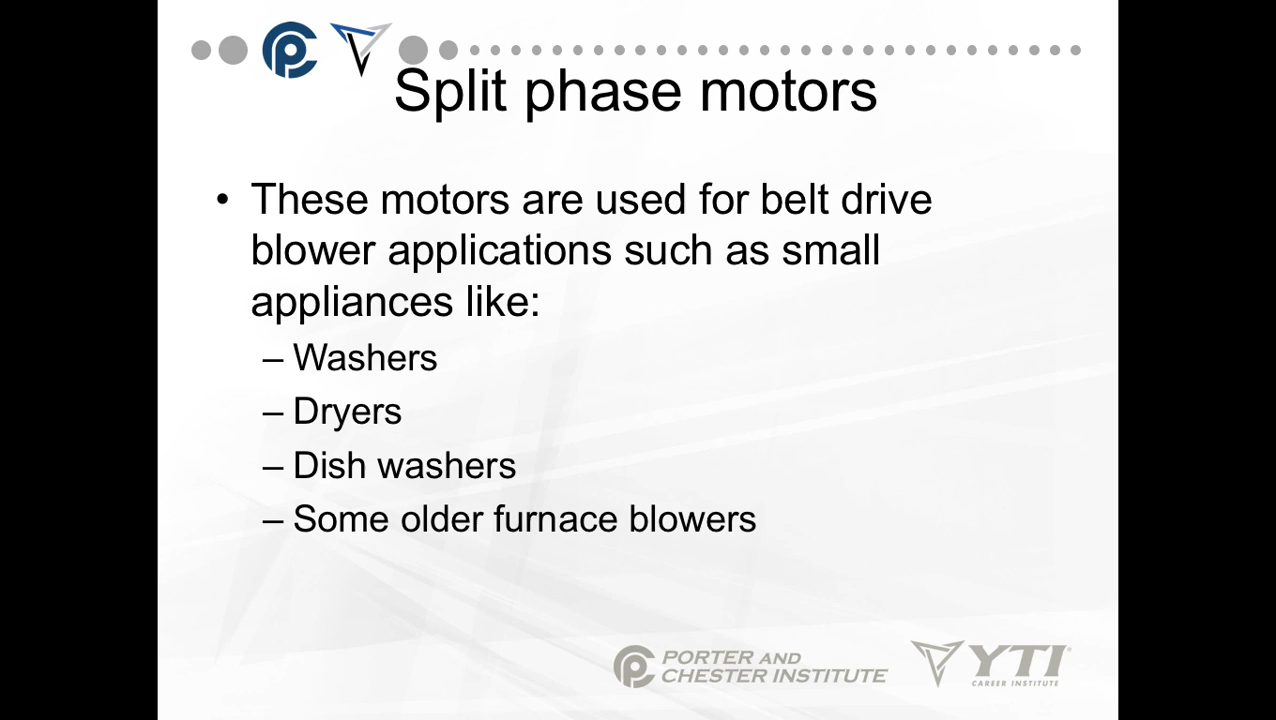 Split phase motors
• These motors are used for belt drive
blower applications such as small
appliances like:
– Washers
– Dryers
– Dish washers
– Some older furnace blowers
PORTER AND
CHESTER INSTITUTE
YTI
CAREER INSTITUTE